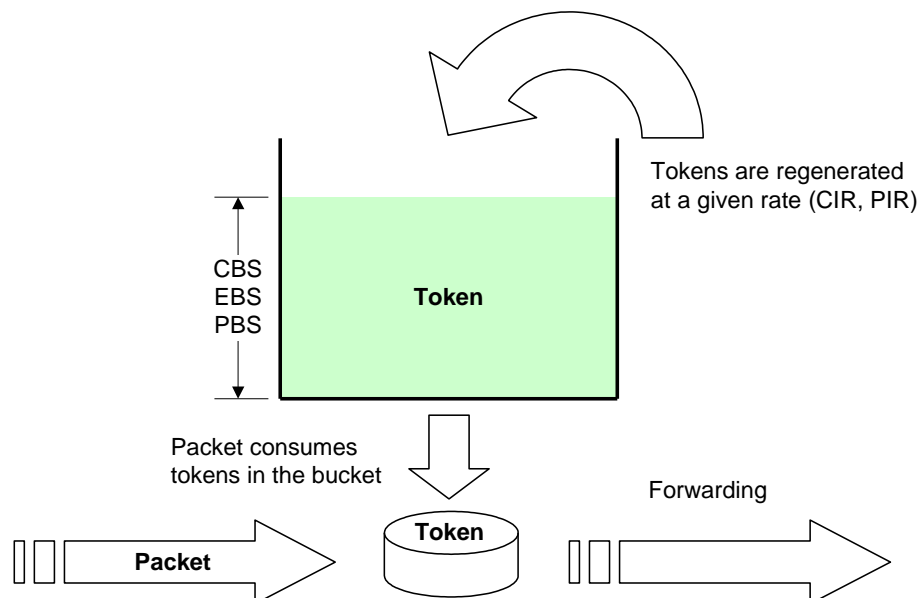 Tokens are regenerated
at a given rate (CIR, PIR)
CBS
EBS
PBS
Token
Packet consumes
tokens in the bucket
Forwarding
Packet
Token